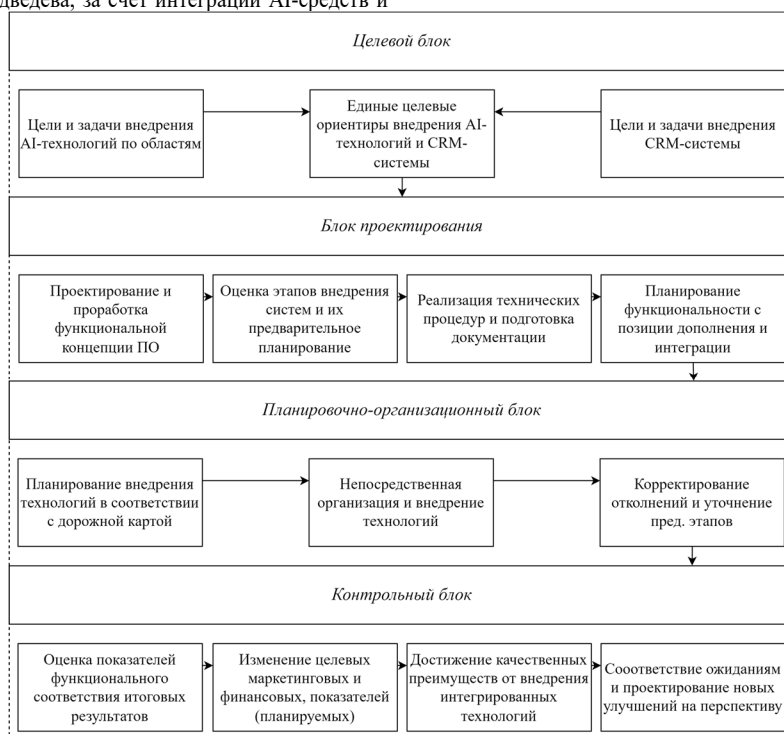 дведева, за счет интеграции AI-средств и
Целевой блок
Цели и задачи внедрения
AI-технологий по областям
Единые целевые
ориентиры внедрения AI-
технологий и CRM-
системы
Цели и задачи внедрения
CRM-системы
Блок проектирования
Проектирование и
проработка
функциональной
концепции ПО
Оценка этапов внедрения
систем и их
предварительное
планирование
Реализация технических
процедур и подготовка
документации
Планирование
функциональности с
позиции дополнения и
интеграции
Планировочно-организационный блок
Планирование внедрения
технологий в соответствии
с дорожной картой
Непосредственная
организация и внедрение
технологий
Корректирование
отколнений и уточнение
пред. этапов
Контрольный блок
Оценка показателей
функционального
соответствия итоговых
результатов
Изменение целевых
маркетинговых и
финансовых, показателей
(планируемых)
Достижение качественных
преимуществ от внедрения
интегрированных
технологий
Сооответствие ожиданиям
и проектирование новых
улучшений на перспективу